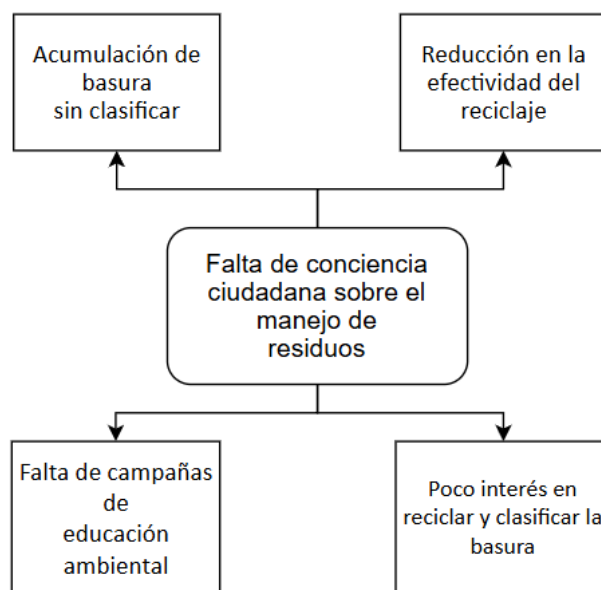 Acumulación de
basura
sin clasificar
Reducción en la
efectividad del
reciclaje
Falta de conciencia
ciudadana sobre el
manejo de
residuos
Falta de campañas
de
educación
ambiental
Poco interés en
reciclar y clasificar la
basura